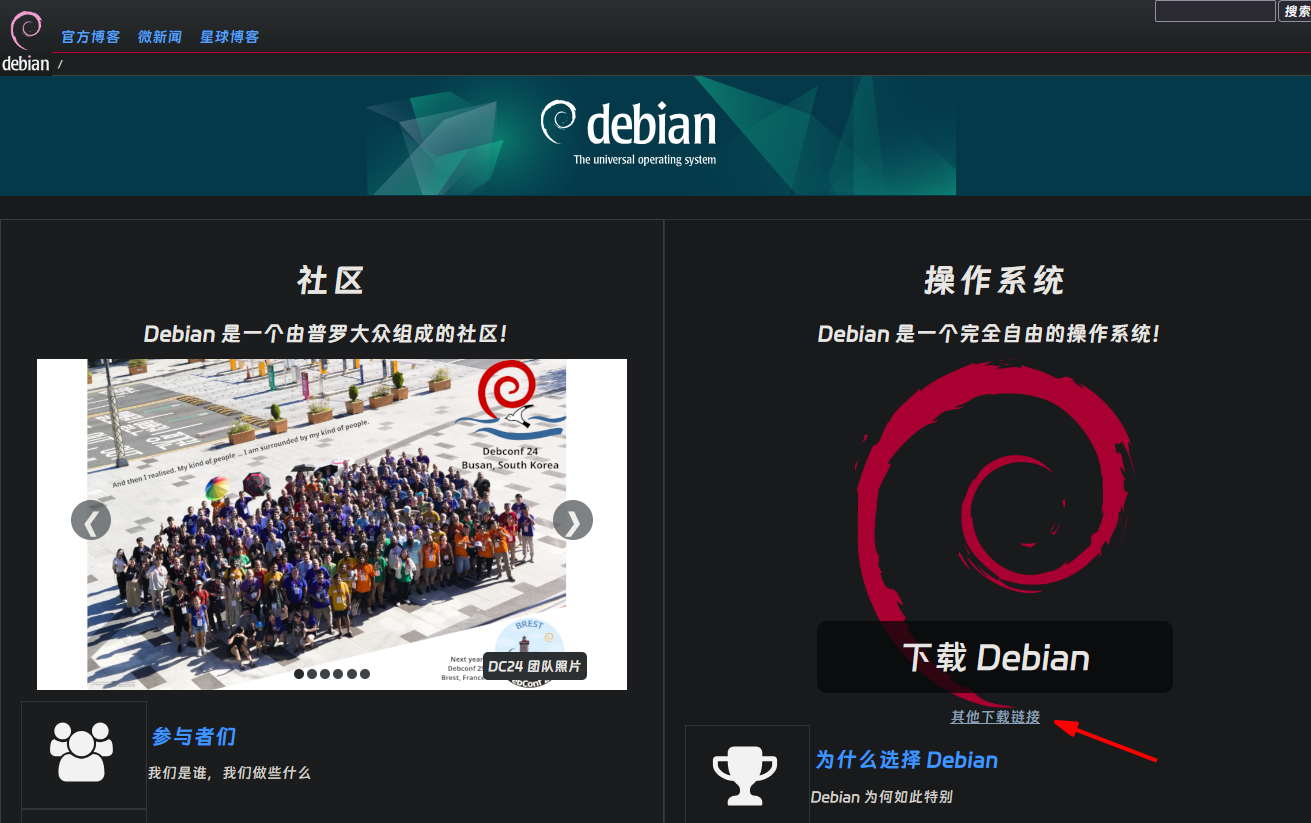 搜索
官方博客 微新闻 星球博客
debian /
debian
The universal operating system
社区
Debian 是一个由普罗大众组成的社区!
And then I realised. My kind of people ... I am surrounded by my kind of people.
Debconf 24
Busan, South Korea
BREST
Next year
Debconf 25
Brest, France
DebConf
DC24 团队照片
参与者们
我们是谁，我们做些什么
操作系统
Debian 是一个完全自由的操作系统!
下载 Debian
其他下载链接
为什么选择 Debian
Debian 为何如此特别